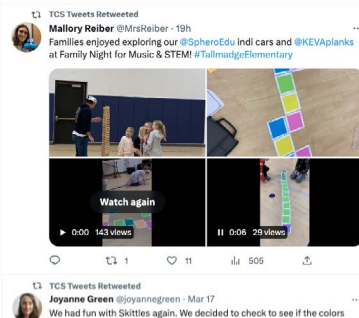 TCS Tweets Retweeted
Mallory Reiber @MrsReiber · 19h
Families enjoyed exploring our @SpheroEdu indi cars and @KEVAplanks
at Family Night for Music & STEM! #TallmadgeElementary
Watch again
0:00 143 views
0:06 29 views
1 11 505
TCS Tweets Retweeted
Joyanne Green @joyannegreen · Mar 17
We had fun with Skittles again. We decided to check to see if the colors